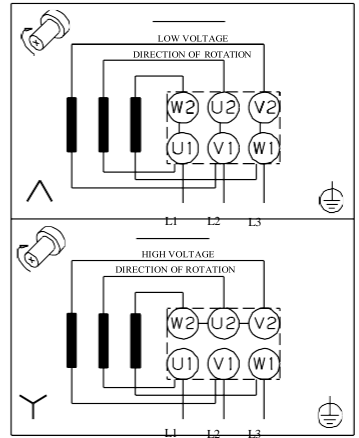 LOW VOLTAGE
DIRECTION OF ROTATION
W2 U2 V2
U1 V1 W1
L1 L2 L3
HIGH VOLTAGE
DIRECTION OF ROTATION
W2 U2 V2
U1 V1 W1
L1 L2 L3